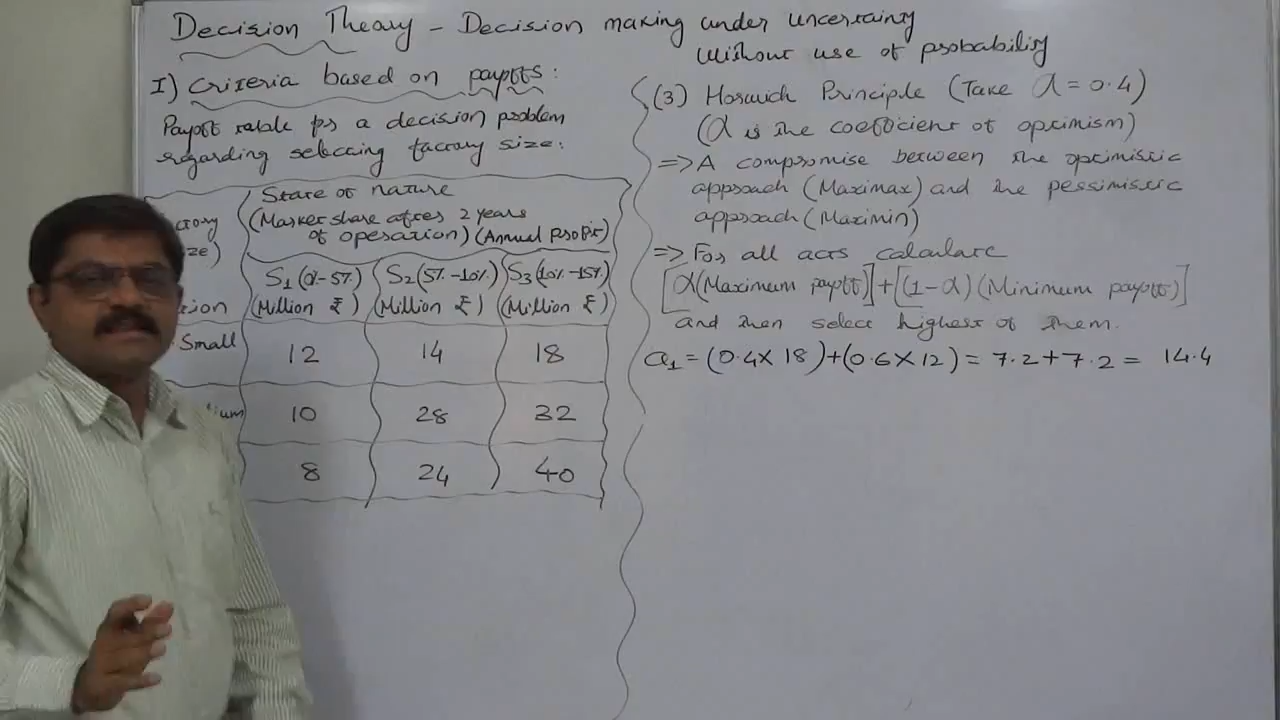 Decision Theory - Decision making under uncertainty
without use of probability
I) Criteria based on payoffs:
Payoff table for a decision problem
regarding selecting factory size:
State of nature
(Market share after 2 years
of operation) (Annual profit)
S1 (0%-5%) S2 (5%-10%) S3 (10%-15%)
(Million ₹) (Million ₹) (Million ₹)
Small 12 14 18
10 28 32
8 24 40
(3) Horwich Principle (Take α = 0.4)
(α is the coefficient of optimism)
=> A compromise between the optimistic
approach (Maximax) and the pessimistic
approach (Maximin)
=> For all acts calculate
[α(Maximum payoff)]+[(1-α)(Minimum payoff)]
and then select highest of them.
a1 = (0.4 X 18)+(0.6 X 12) = 7.2+7.2 = 14.4